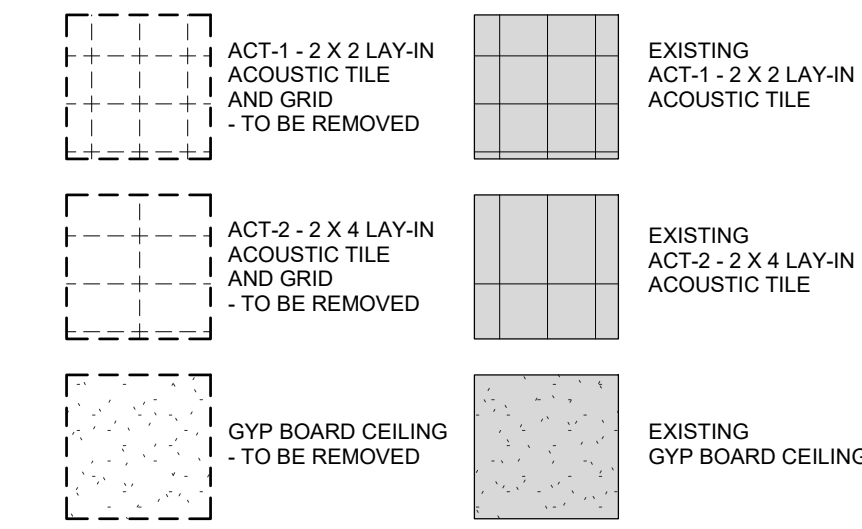 ACT-1 - 2 X 2 LAY-IN
ACOUSTIC TILE
AND GRID
- TO BE REMOVED
EXISTING
ACT-1 - 2 X 2 LAY-IN
ACOUSTIC TILE
ACT-2 - 2 X 4 LAY-IN
ACOUSTIC TILE
AND GRID
- TO BE REMOVED
EXISTING
ACT-2 - 2 X 4 LAY-IN
ACOUSTIC TILE
GYP BOARD CEILING
- TO BE REMOVED
EXISTING
GYP BOARD CEILING